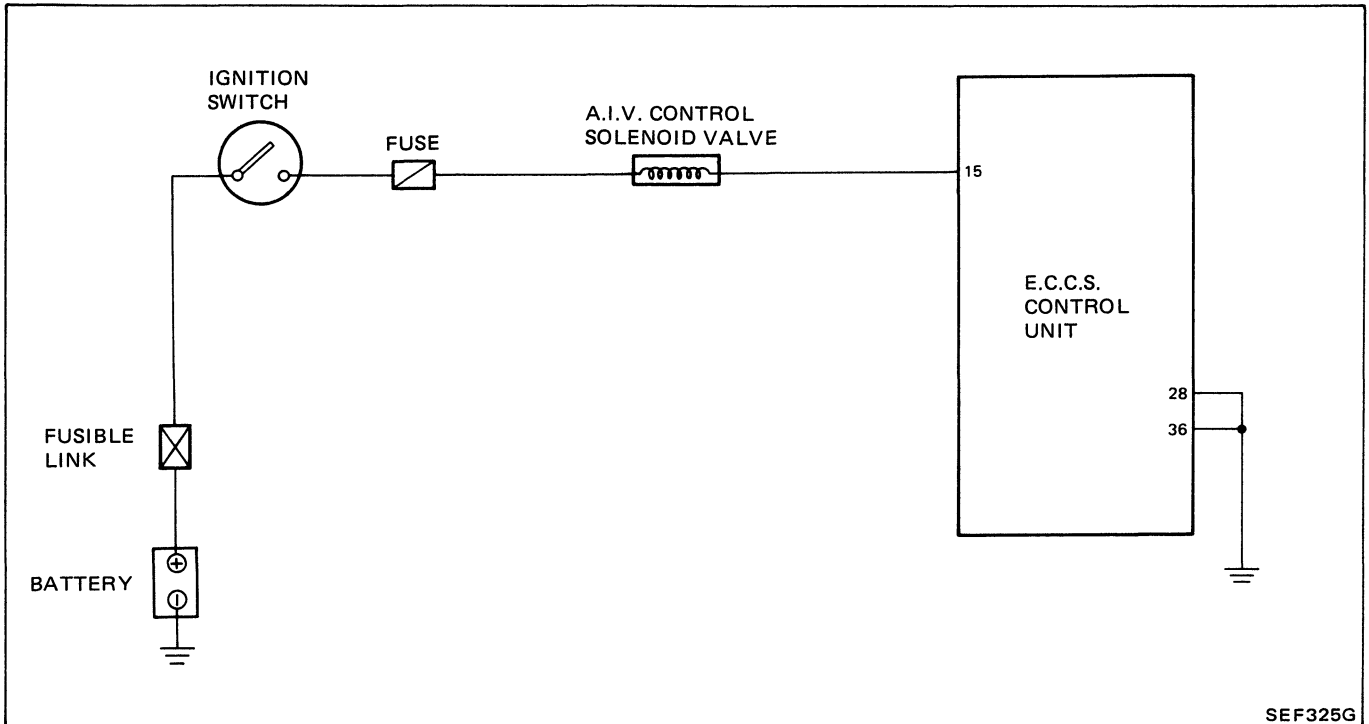 IGNITION
SWITCH
FUSE
A.I.V. CONTROL
SOLENOID VALVE
15
E.C.C.S.
CONTROL
UNIT
28
36
FUSIBLE
LINK
BATTERY
SEF325G